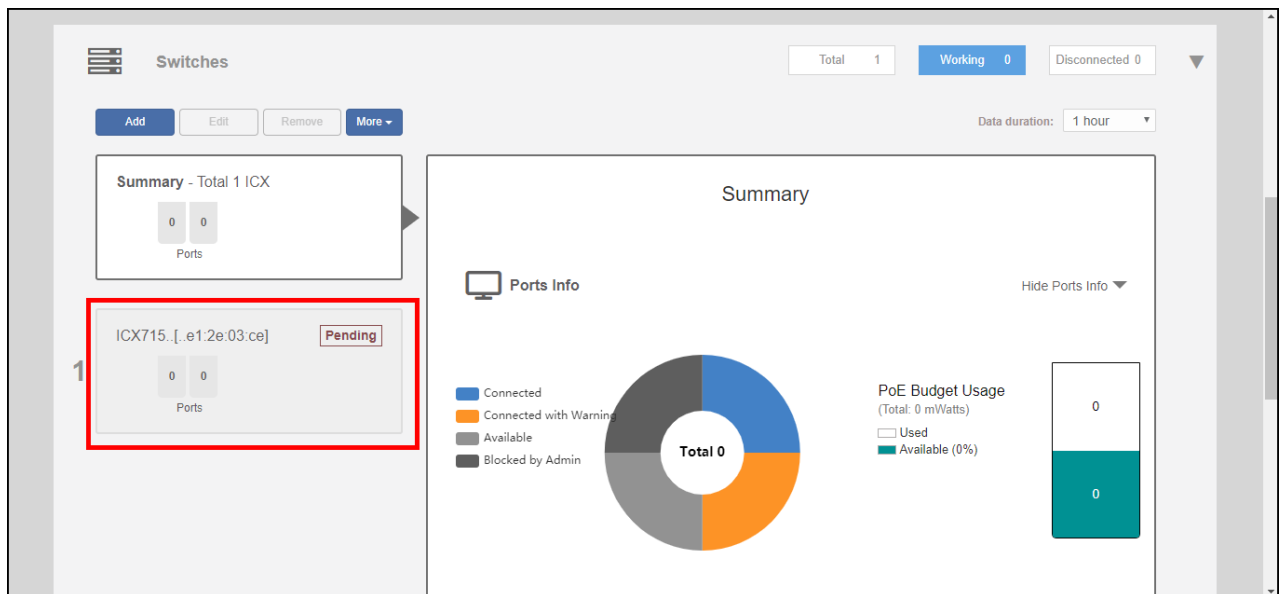 Switches
Total 1
Working 0
Disconnected 0
Add
Edit
Remove
More
Data duration: 1 hour
Summary - Total 1 ICX
0 0
Ports
ICX715..[..e1:2e:03:ce]
Pending
1
0 0
Ports
Summary
Ports Info
Hide Ports Info
Connected
Connected with Warning
Available
Blocked by Admin
Total 0
PoE Budget Usage
(Total: 0 mWatts)
Used
Available (0%)
0
0